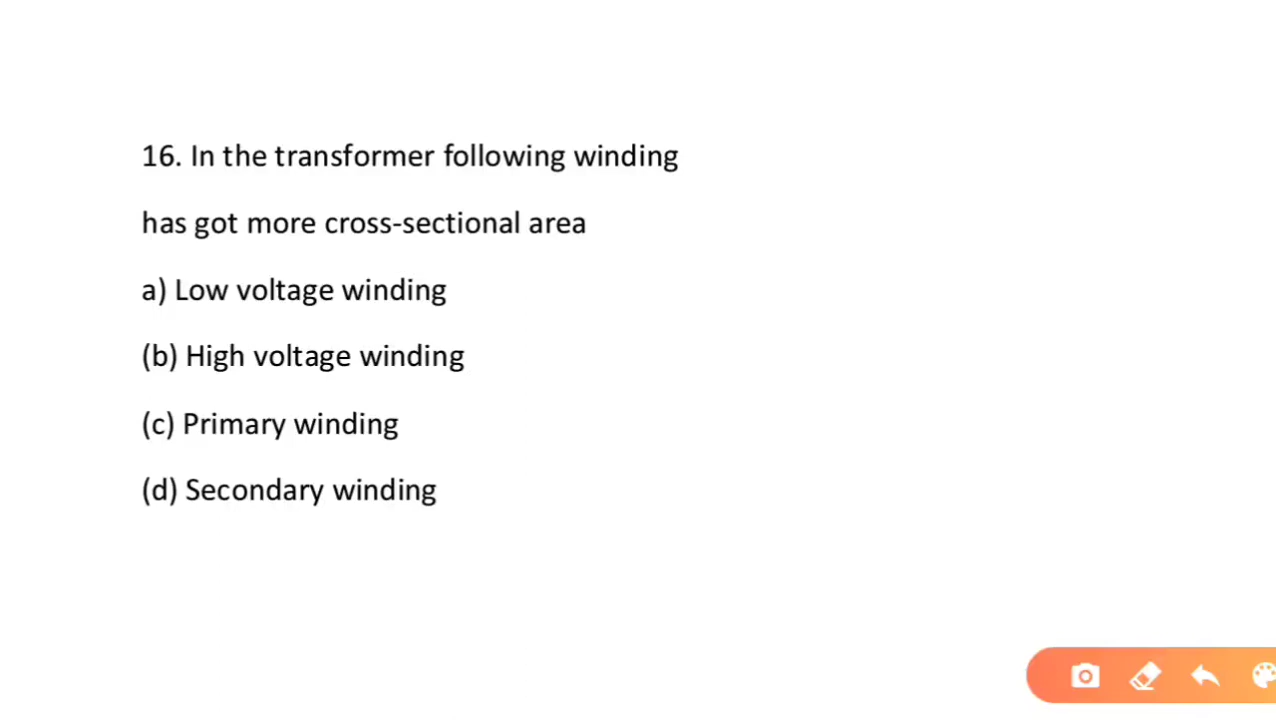 16. In the transformer following winding
has got more cross-sectional area
a) Low voltage winding
(b) High voltage winding
(c) Primary winding
(d) Secondary winding